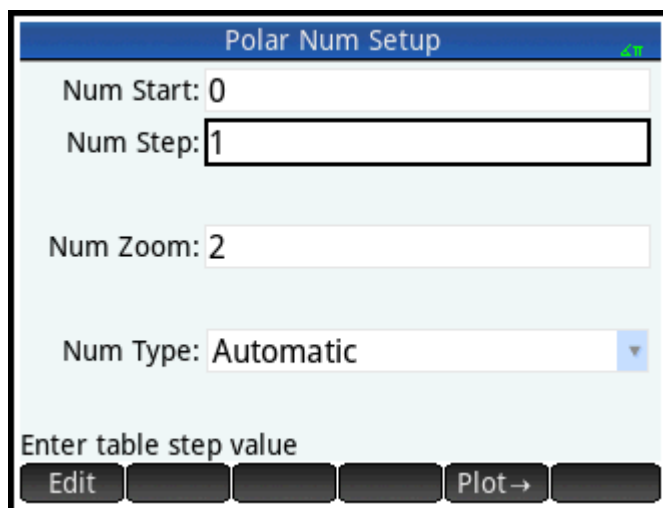 Polar Num Setup ∡π
Num Start: 0
Num Step: 1
Num Zoom: 2
Num Type: Automatic
Enter table step value
Edit Plot→